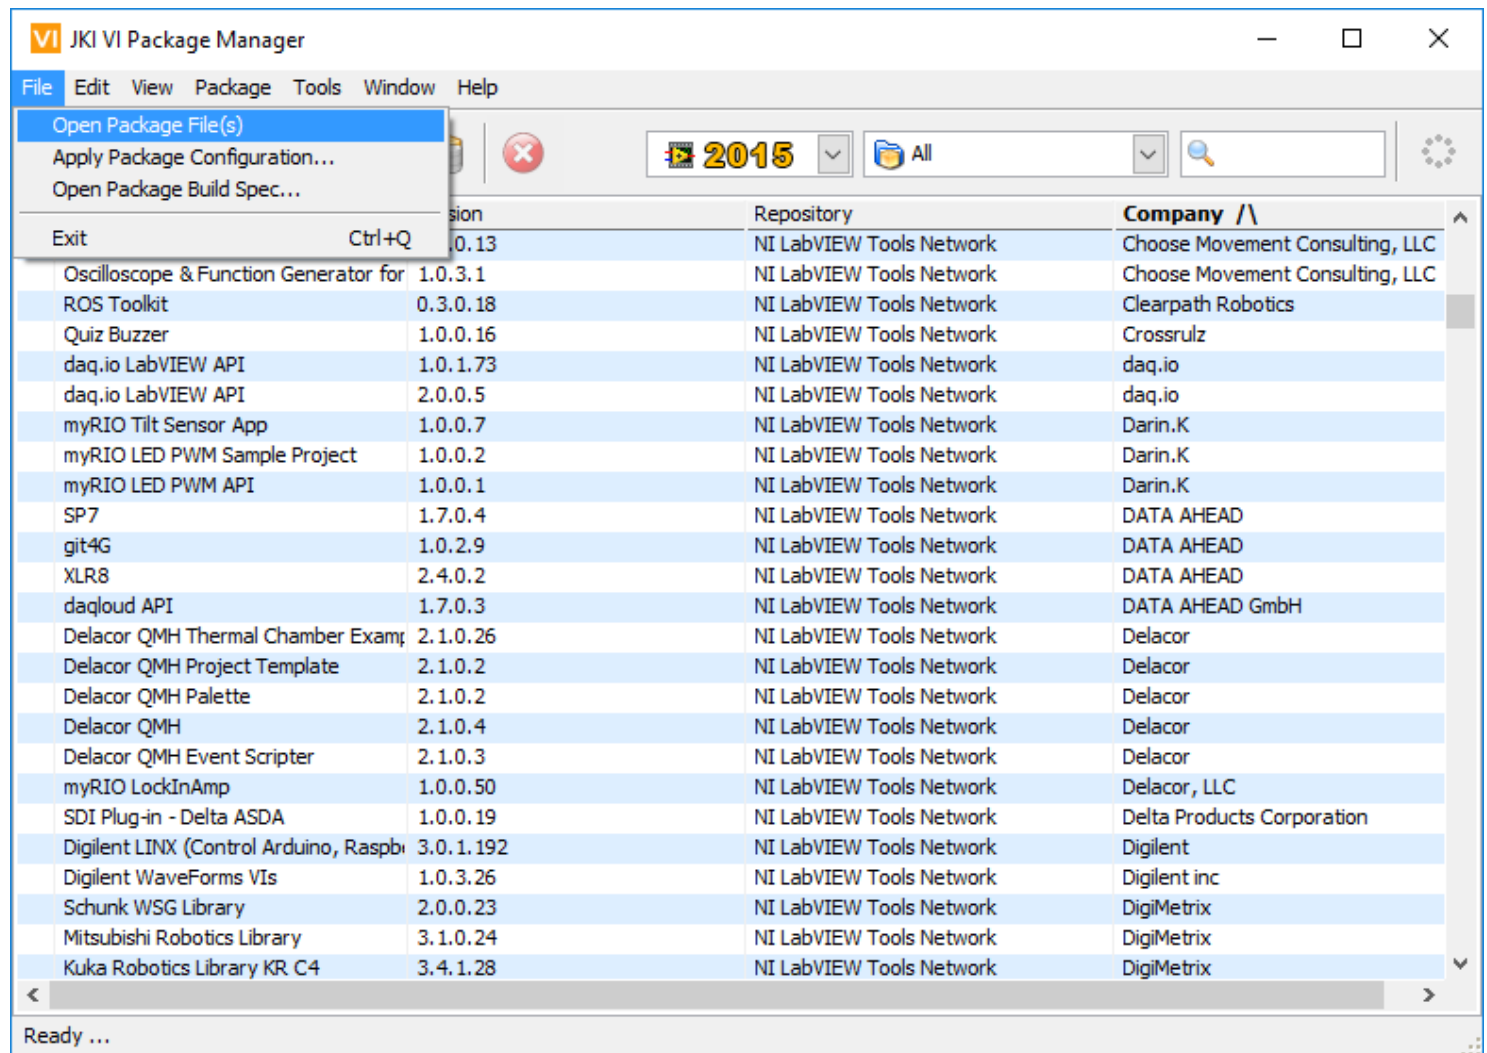 VI JKI VI Package Manager
File Edit View Package Tools Window Help
Open Package File(s)
Apply Package Configuration...
Open Package Build Spec...
Exit Ctrl+Q
2015 All
sion Repository Company /\
.0.13 NI LabVIEW Tools Network Choose Movement Consulting, LLC
Oscilloscope & Function Generator for 1.0.3.1 NI LabVIEW Tools Network Choose Movement Consulting, LLC
ROS Toolkit 0.3.0.18 NI LabVIEW Tools Network Clearpath Robotics
Quiz Buzzer 1.0.0.16 NI LabVIEW Tools Network Crossrulz
daq.io LabVIEW API 1.0.1.73 NI LabVIEW Tools Network daq.io
daq.io LabVIEW API 2.0.0.5 NI LabVIEW Tools Network daq.io
myRIO Tilt Sensor App 1.0.0.7 NI LabVIEW Tools Network Darin.K
myRIO LED PWM Sample Project 1.0.0.2 NI LabVIEW Tools Network Darin.K
myRIO LED PWM API 1.0.0.1 NI LabVIEW Tools Network Darin.K
SP7 1.7.0.4 NI LabVIEW Tools Network DATA AHEAD
git4G 1.0.2.9 NI LabVIEW Tools Network DATA AHEAD
XLR8 2.4.0.2 NI LabVIEW Tools Network DATA AHEAD
daqloud API 1.7.0.3 NI LabVIEW Tools Network DATA AHEAD GmbH
Delacor QMH Thermal Chamber Examp 2.1.0.26 NI LabVIEW Tools Network Delacor
Delacor QMH Project Template 2.1.0.2 NI LabVIEW Tools Network Delacor
Delacor QMH Palette 2.1.0.2 NI LabVIEW Tools Network Delacor
Delacor QMH 2.1.0.4 NI LabVIEW Tools Network Delacor
Delacor QMH Event Scripter 2.1.0.3 NI LabVIEW Tools Network Delacor
myRIO LockInAmp 1.0.0.50 NI LabVIEW Tools Network Delacor, LLC
SDI Plug-in - Delta ASDA 1.0.0.19 NI LabVIEW Tools Network Delta Products Corporation
Digilent LINX (Control Arduino, Raspb 3.0.1.192 NI LabVIEW Tools Network Digilent
Digilent WaveForms VIs 1.0.3.26 NI LabVIEW Tools Network Digilent inc
Schunk WSG Library 2.0.0.23 NI LabVIEW Tools Network DigiMetrix
Mitsubishi Robotics Library 3.1.0.24 NI LabVIEW Tools Network DigiMetrix
Kuka Robotics Library KR C4 3.4.1.28 NI LabVIEW Tools Network DigiMetrix
Ready ...